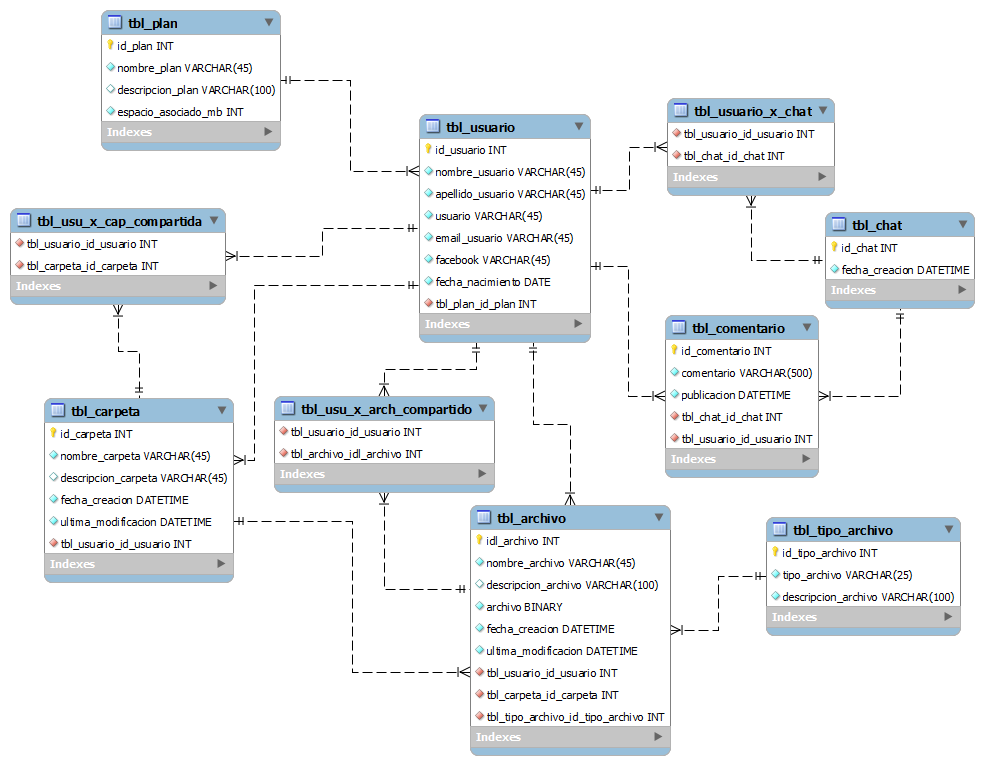 tbl_plan
id_plan INT
nombre_plan VARCHAR(45)
descripcion_plan VARCHAR(100)
espacio_asociado_mb INT
Indexes
tbl_usuario
id_usuario INT
nombre_usuario VARCHAR(45)
apellido_usuario VARCHAR(45)
usuario VARCHAR(45)
email_usuario VARCHAR(45)
facebook VARCHAR(45)
fecha_nacimiento DATE
tbl_plan_id_plan INT
Indexes
tbl_usuario_x_chat
tbl_usuario_id_usuario INT
tbl_chat_id_chat INT
Indexes
tbl_usu_x_cap_compartida
tbl_usuario_id_usuario INT
tbl_carpeta_id_carpeta INT
Indexes
tbl_chat
id_chat INT
fecha_creacion DATETIME
Indexes
tbl_comentario
id_comentario INT
comentario VARCHAR(500)
publicacion DATETIME
tbl_chat_id_chat INT
tbl_usuario_id_usuario INT
Indexes
tbl_carpeta
id_carpeta INT
nombre_carpeta VARCHAR(45)
descripcion_carpeta VARCHAR(45)
fecha_creacion DATETIME
ultima_modificacion DATETIME
tbl_usuario_id_usuario INT
Indexes
tbl_usu_x_arch_compartido
tbl_usuario_id_usuario INT
tbl_archivo_idl_archivo INT
Indexes
tbl_archivo
idl_archivo INT
nombre_archivo VARCHAR(45)
descripcion_archivo VARCHAR(100)
archivo BINARY
fecha_creacion DATETIME
ultima_modificacion DATETIME
tbl_usuario_id_usuario INT
tbl_carpeta_id_carpeta INT
tbl_tipo_archivo_id_tipo_archivo INT
Indexes
tbl_tipo_archivo
id_tipo_archivo INT
tipo_archivo VARCHAR(25)
descripcion_archivo VARCHAR(100)
Indexes